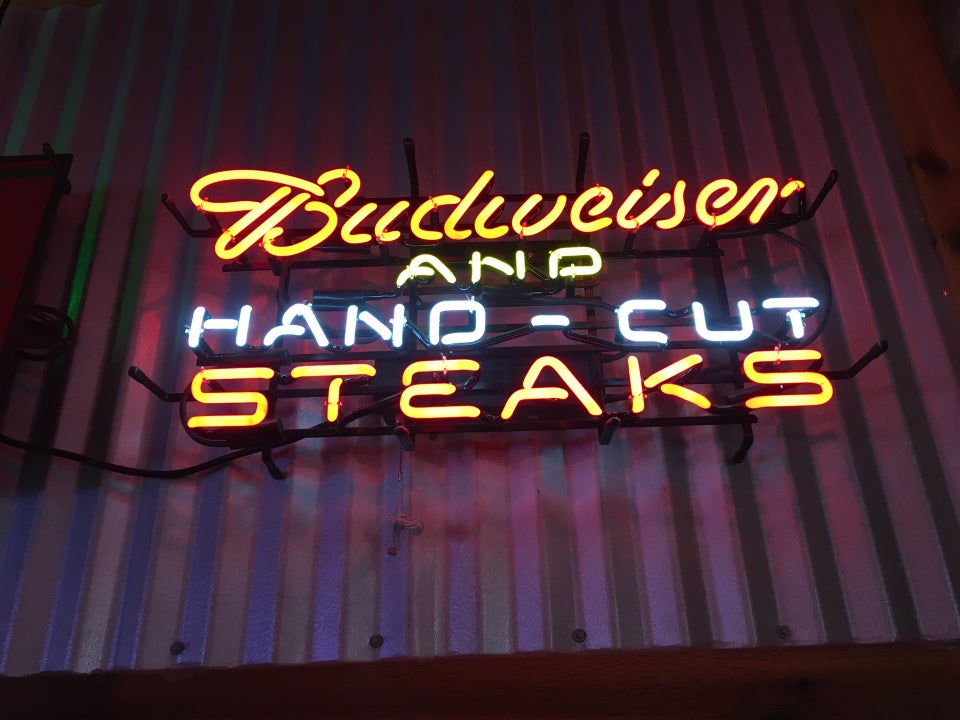 Budweiser
AND
HAND-CUT
STEAKS